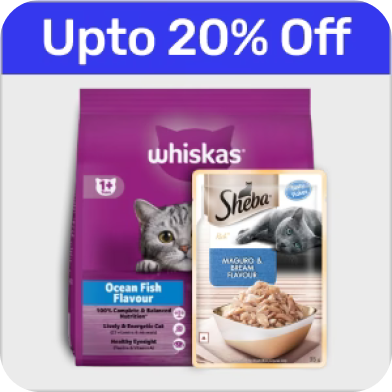 Upto 20% Off
whiskas
1+
Sheba
MAGURO &
BREAM
FLAVOUR
Ocean Fish
Flavour
100% Complete & Balanced
Nutrition
Lively & Energetic Cat
Healthy Eyesight